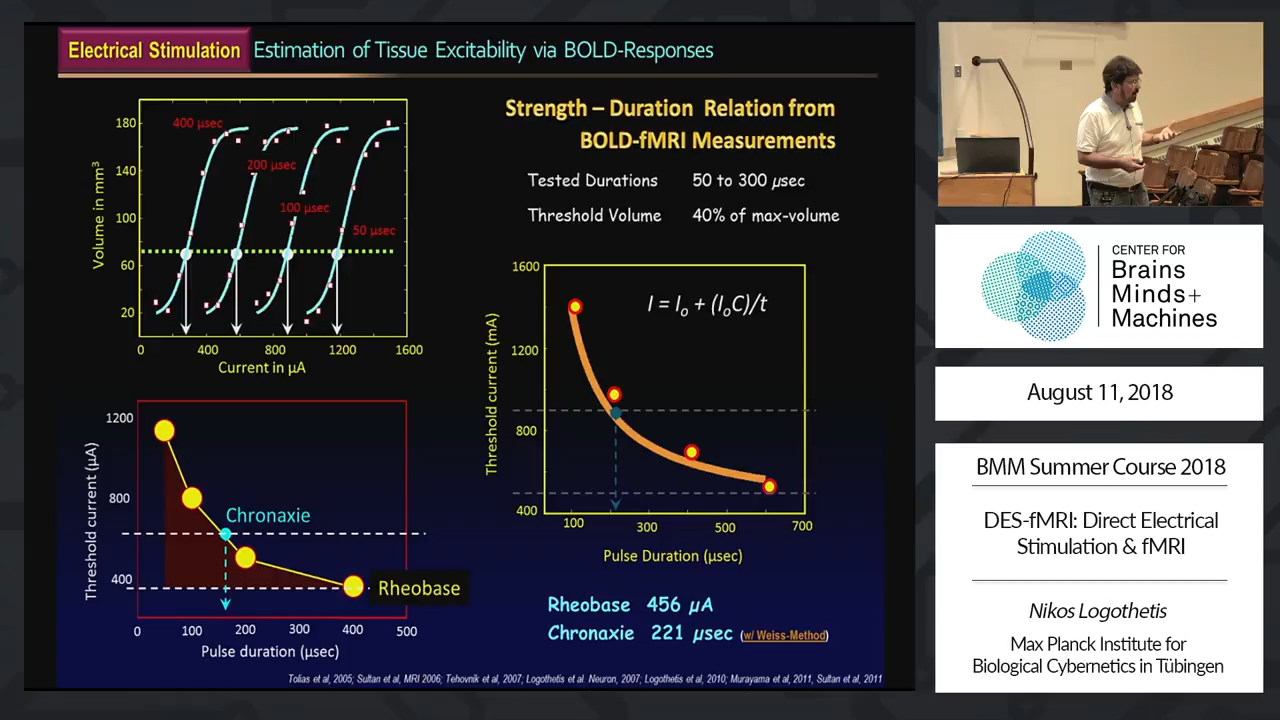 Electrical Stimulation Estimation of Tissue Excitability via BOLD-Responses
180
140
100
60
20
Volume in mm³
400 µsec
200 µsec
100 µsec
50 µsec
0 400 800 1200 1600
Current in µA
Strength – Duration Relation from
BOLD-fMRI Measurements
Tested Durations 50 to 300 µsec
Threshold Volume 40% of max-volume
1600
1200
800
400
Threshold current (mA)
I = Io + (IoC)/t
100 300 500 700
Pulse Duration (µsec)
1200
800
400
Threshold current (µA)
Chronaxie
Rheobase
0 100 200 300 400 500
Pulse duration (µsec)
Rheobase 456 µA
Chronaxie 221 µsec (w/ Weiss-Method)
Tolias et al, 2005; Sultan et al, MRI 2006; Tehovnik et al, 2007; Logothetis et al. Neuron, 2007; Logothetis et al, 2010; Murayama et al, 2011, Sultan et al, 2011
CENTER FOR
Brains
Minds+
Machines
August 11, 2018
BMM Summer Course 2018
DES-fMRI: Direct Electrical
Stimulation & fMRI
Nikos Logothetis
Max Planck Institute for
Biological Cybernetics in Tübingen